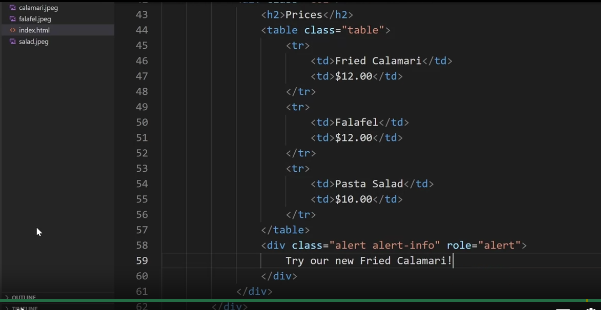 calamari.jpeg
falafel.jpeg
index.html
salad.jpeg
OUTLINE
43 <h2>Prices</h2>
44 <table class="table">
45 <tr>
46 <td>Fried Calamari</td>
47 <td>$12.00</td>
48 </tr>
49 <tr>
50 <td>Falafel</td>
51 <td>$12.00</td>
52 </tr>
53 <tr>
54 <td>Pasta Salad</td>
55 <td>$10.00</td>
56 </tr>
57 </table>
58 <div class="alert alert-info" role="alert">
59 Try our new Fried Calamari!
60 </div>
61 </div>
62 </div>